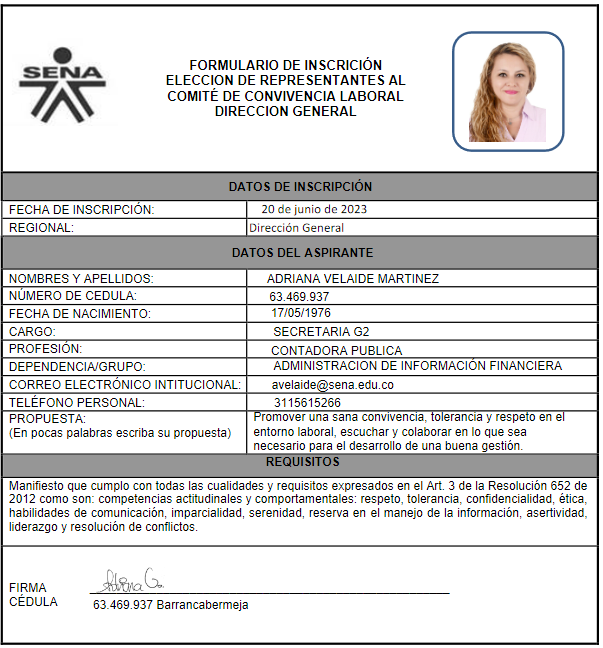 SENA
FORMULARIO DE INSCRICIÓN
ELECCION DE REPRESENTANTES AL
COMITÉ DE CONVIVENCIA LABORAL
DIRECCION GENERAL
DATOS DE INSCRIPCIÓN
FECHA DE INSCRIPCIÓN: 20 de junio de 2023
REGIONAL: Dirección General
DATOS DEL ASPIRANTE
NOMBRES Y APELLIDOS: ADRIANA VELAIDE MARTINEZ
NÚMERO DE CEDULA: 63.469.937
FECHA DE NACIMIENTO: 17/05/1976
CARGO: SECRETARIA G2
PROFESIÓN: CONTADORA PUBLICA
DEPENDENCIA/GRUPO: ADMINISTRACION DE INFORMACIÓN FINANCIERA
CORREO ELECTRÓNICO INTITUCIONAL: avelaide@sena.edu.co
TELÉFONO PERSONAL: 3115615266
PROPUESTA:
(En pocas palabras escriba su propuesta)
Promover una sana convivencia, tolerancia y respeto en el
entorno laboral, escuchar y colaborar en lo que sea
necesario para el desarrollo de una buena gestión.
REQUISITOS
Manifiesto que cumplo con todas las cualidades y requisitos expresados en el Art. 3 de la Resolución 652 de
2012 como son: competencias actitudinales y comportamentales: respeto, tolerancia, confidencialidad, ética,
habilidades de comunicación, imparcialidad, serenidad, reserva en el manejo de la información, asertividad,
liderazgo y resolución de conflictos.
FIRMA
CÉDULA 63.469.937 Barrancabermeja